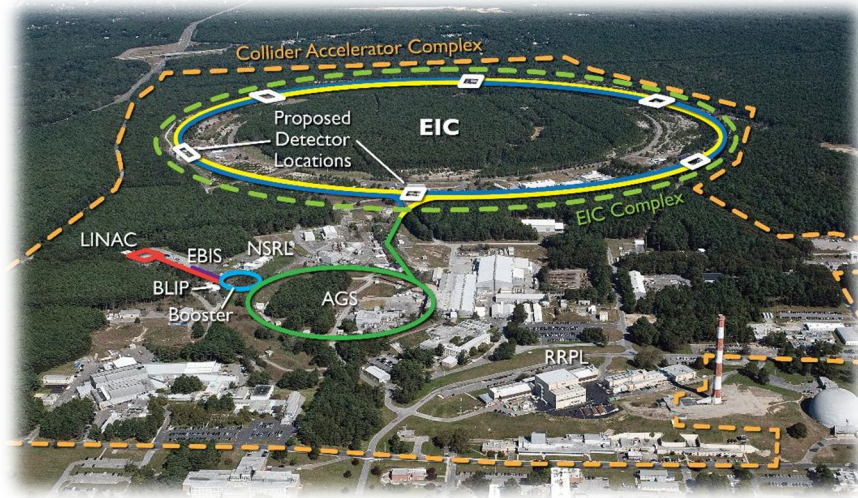 Collider Accelerator Complex
Proposed
Detector
Locations
EIC
EIC Complex
LINAC
EBIS
NSRL
BLIP
Booster
AGS
RRPL